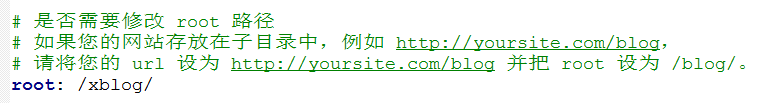 # 是否需要修改 root 路径
# 如果您的网站存放在子目录中，例如 http://yoursite.com/blog，
# 请将您的 url 设为 http://yoursite.com/blog 并把 root 设为 /blog/。
root: /xblog/